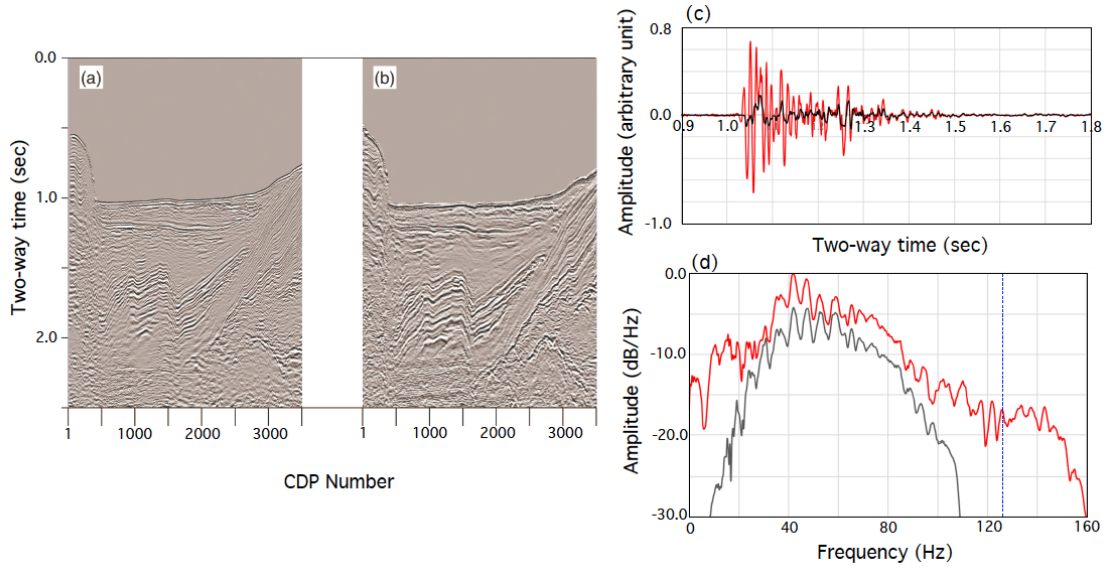 (a)
(b)
0.0
1.0
2.0
Two-way time (sec)
1 1000 2000 3000
1 1000 2000 3000
CDP Number
(c)
0.8
0.0
-1.0
Amplitude (arbitrary unit)
0.9 1.0 1.1 1.2 1.3 1.4 1.5 1.6 1.7 1.8
Two-way time (sec)
(d)
0.0
-10.0
-20.0
-30.0
Amplitude (dB/Hz)
0 40 80 120 160
Frequency (Hz)